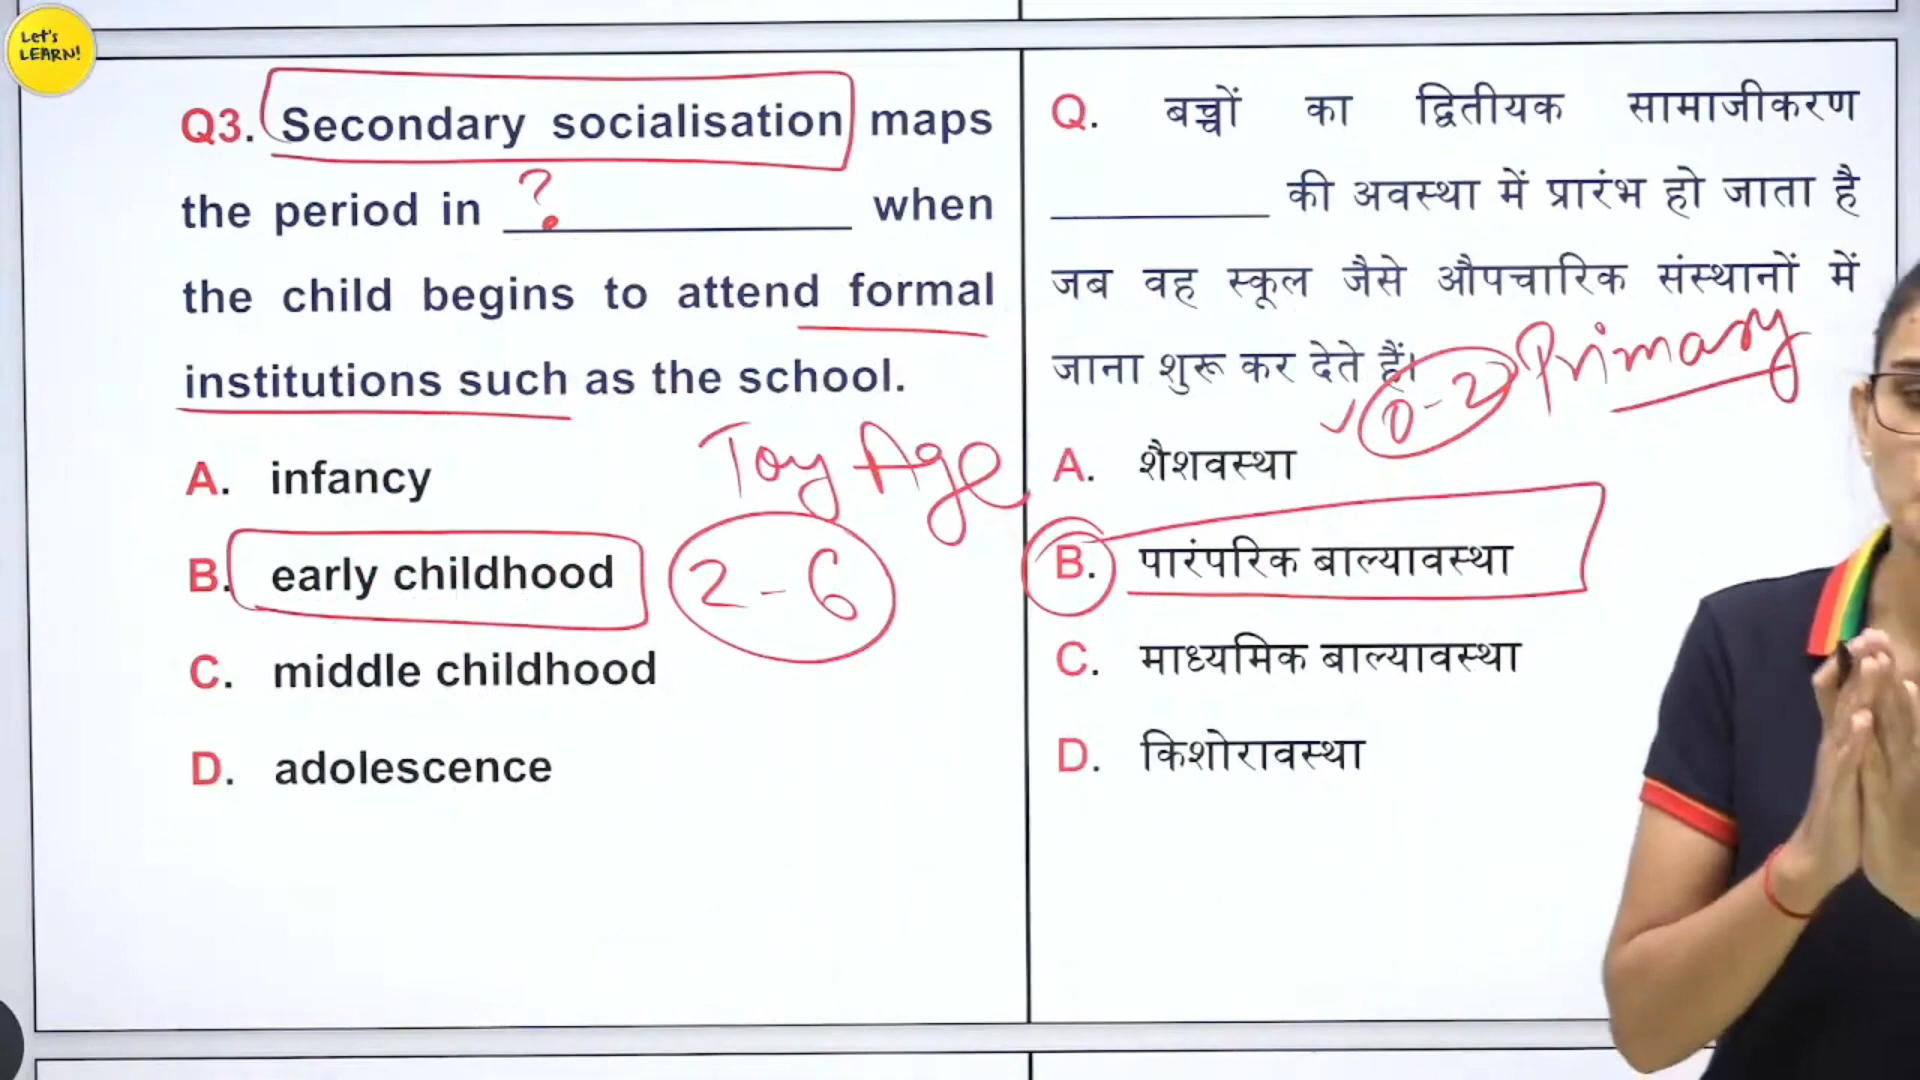 Let's
LEARN!
Q3. Secondary socialisation maps
the period in ? __________ when
the child begins to attend formal
institutions such as the school.
A. infancy
B. early childhood
C. middle childhood
D. adolescence
Toy Age
2-6
Q. बच्चों का द्वितीयक सामाजीकरण
__________ की अवस्था में प्रारंभ हो जाता है
जब वह स्कूल जैसे औपचारिक संस्थानों में
जाना शुरू कर देते हैं।
0-2 Primary
A. शैशवस्था
B. पारंपरिक बाल्यावस्था
C. माध्यमिक बाल्यावस्था
D. किशोरावस्था